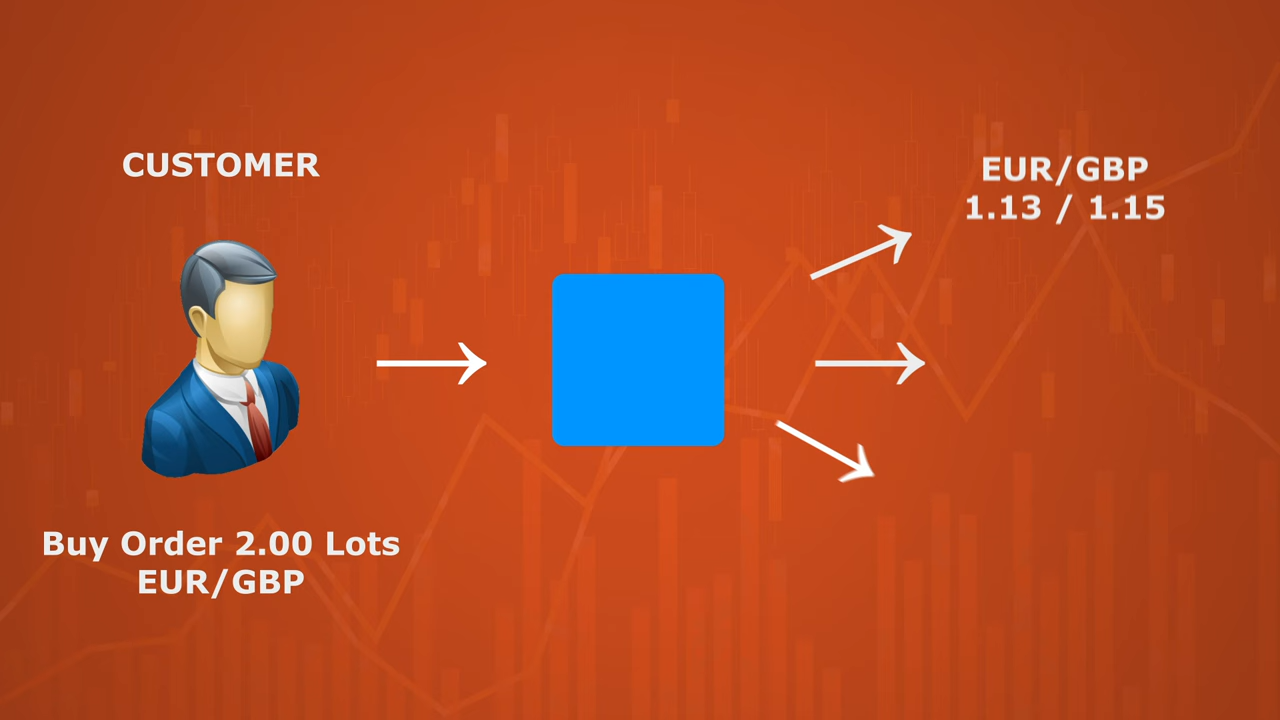 CUSTOMER
EUR/GBP
1.13 / 1.15
Buy Order 2.00 Lots
EUR/GBP